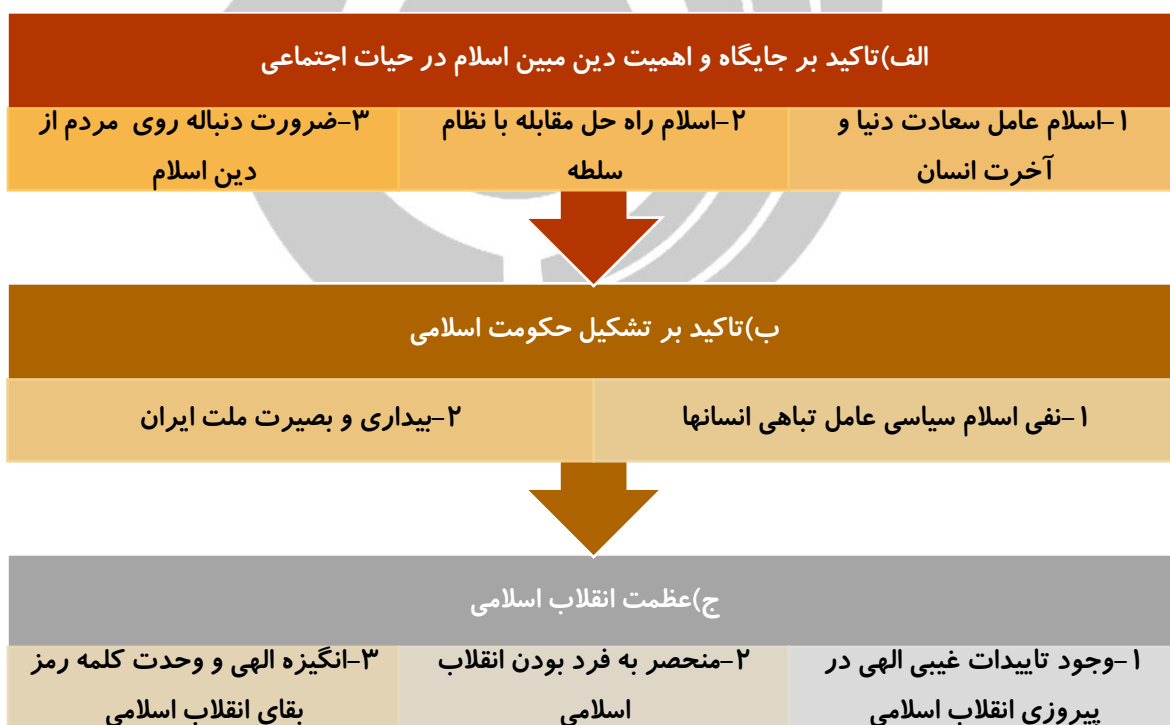 الف)تاکید بر جایگاه و اهمیت دین مبین اسلام در حیات اجتماعی
۱-اسلام عامل سعادت دنیا و
آخرت انسان
۲-اسلام راه حل مقابله با نظام
سلطه
۳-ضرورت دنباله روی مردم از
دین اسلام
ب)تاکید بر تشکیل حکومت اسلامی
۱-نفی اسلام سیاسی عامل تباهی انسانها
۲-بیداری و بصیرت ملت ایران
ج)عظمت انقلاب اسلامی
۱-وجود تاییدات غیبی الهی در
پیروزی انقلاب اسلامی
۲-منحصر به فرد بودن انقلاب
اسلامی
۳-انگیزه الهی و وحدت کلمه رمز
بقای انقلاب اسلامی